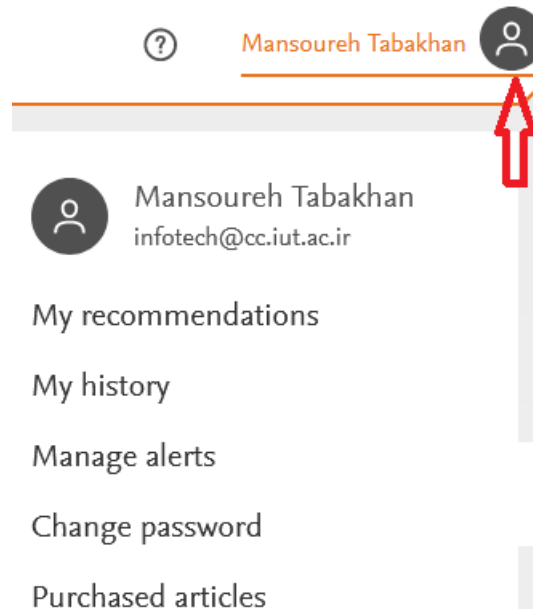 Mansoureh Tabakhan
Mansoureh Tabakhan
infotech@cc.iut.ac.ir
My recommendations
My history
Manage alerts
Change password
Purchased articles